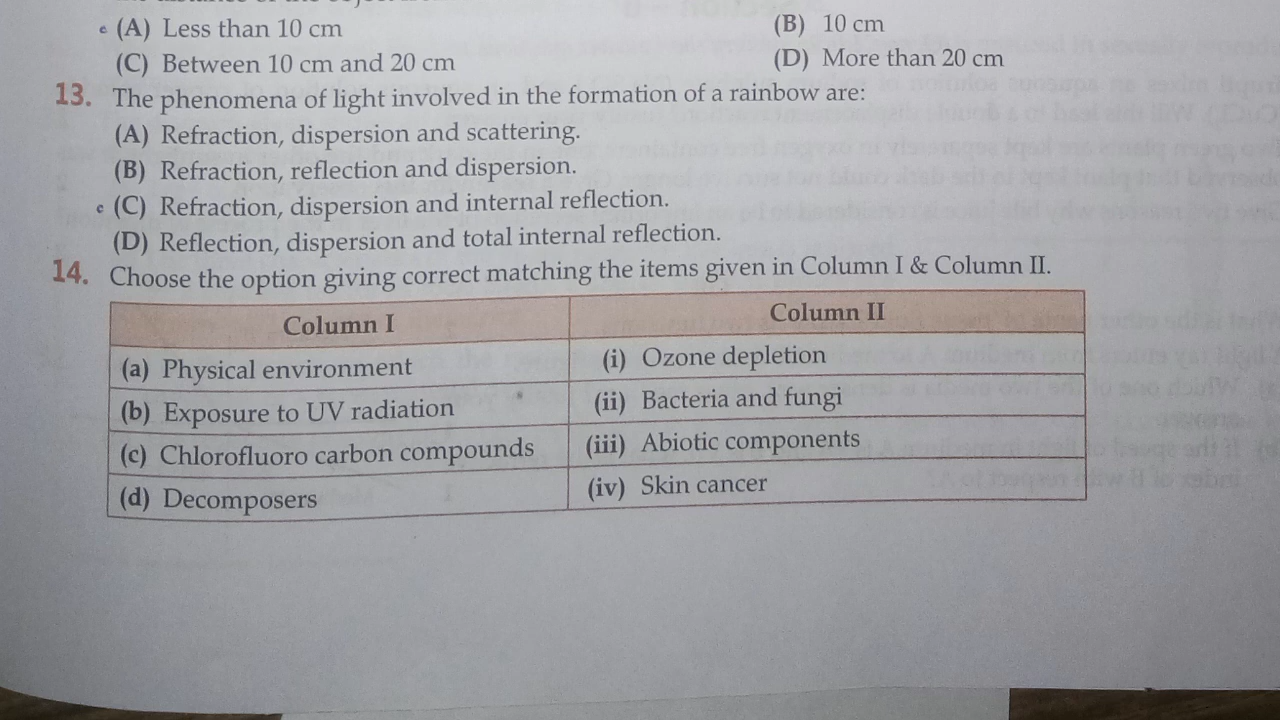 (A) Less than 10 cm (B) 10 cm
(C) Between 10 cm and 20 cm (D) More than 20 cm
13. The phenomena of light involved in the formation of a rainbow are:
(A) Refraction, dispersion and scattering.
(B) Refraction, reflection and dispersion.
(C) Refraction, dispersion and internal reflection.
(D) Reflection, dispersion and total internal reflection.
14. Choose the option giving correct matching the items given in Column I & Column II.
Column I Column II
(a) Physical environment (i) Ozone depletion
(b) Exposure to UV radiation (ii) Bacteria and fungi
(c) Chlorofluoro carbon compounds (iii) Abiotic components
(d) Decomposers (iv) Skin cancer